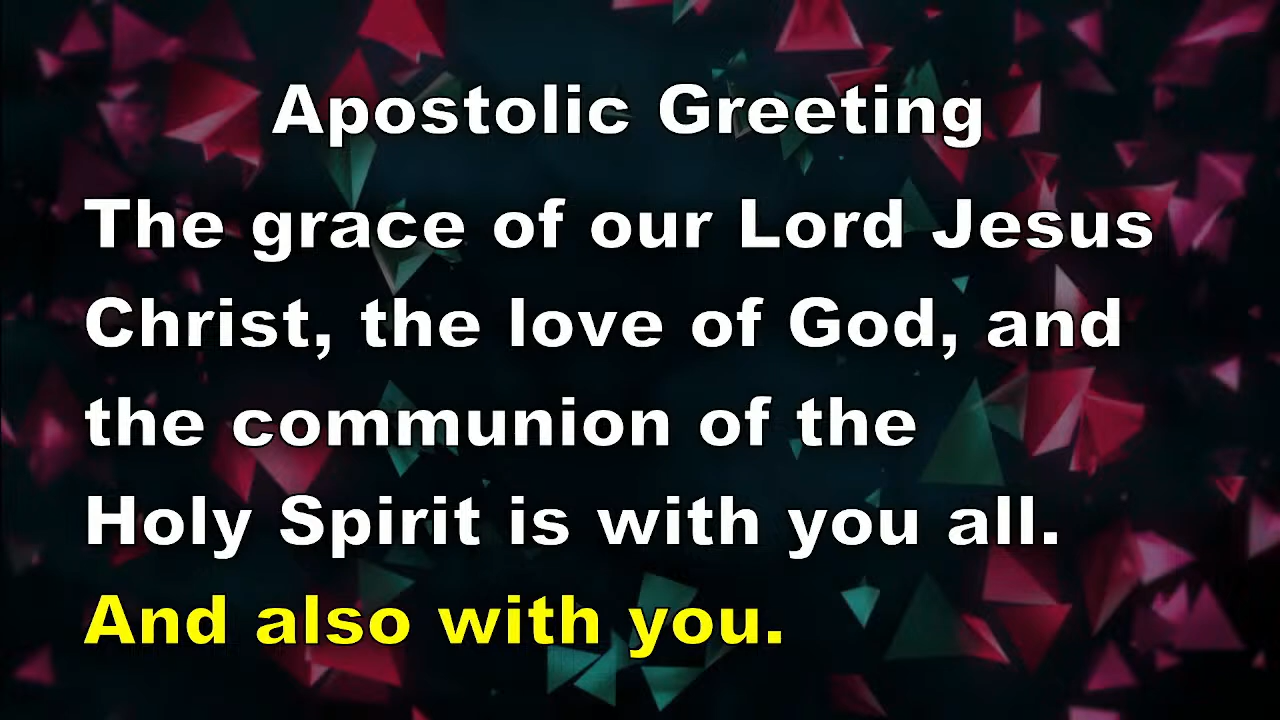 Apostolic Greeting
The grace of our Lord Jesus
Christ, the love of God, and
the communion of the
Holy Spirit is with you all.
And also with you.